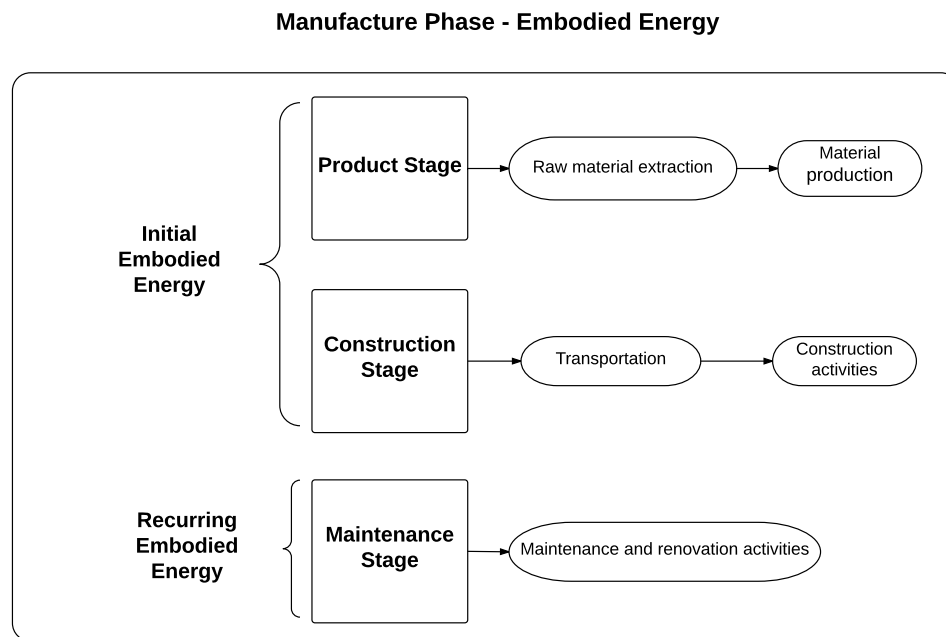 Manufacture Phase - Embodied Energy
Initial
Embodied
Energy
Product Stage
Raw material extraction
Material
production
Construction
Stage
Transportation
Construction
activities
Recurring
Embodied
Energy
Maintenance
Stage
Maintenance and renovation activities